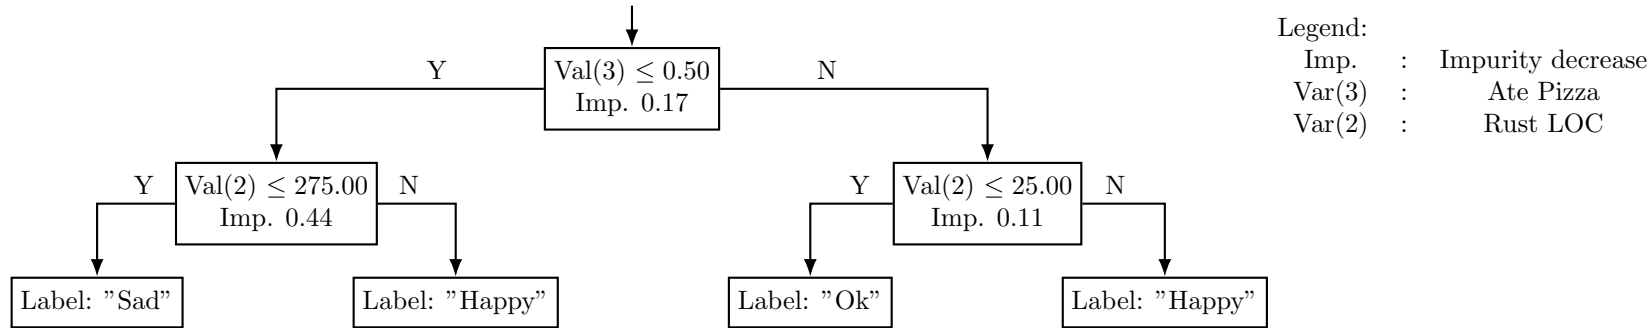 Val(3) ≤ 0.50
Imp. 0.17
Y
N
Val(2) ≤ 275.00
Imp. 0.44
Y
N
Val(2) ≤ 25.00
Imp. 0.11
Y
N
Label: ”Sad”
Label: ”Happy”
Label: ”Ok”
Label: ”Happy”
Legend:
Imp. : Impurity decrease
Var(3) : Ate Pizza
Var(2) : Rust LOC